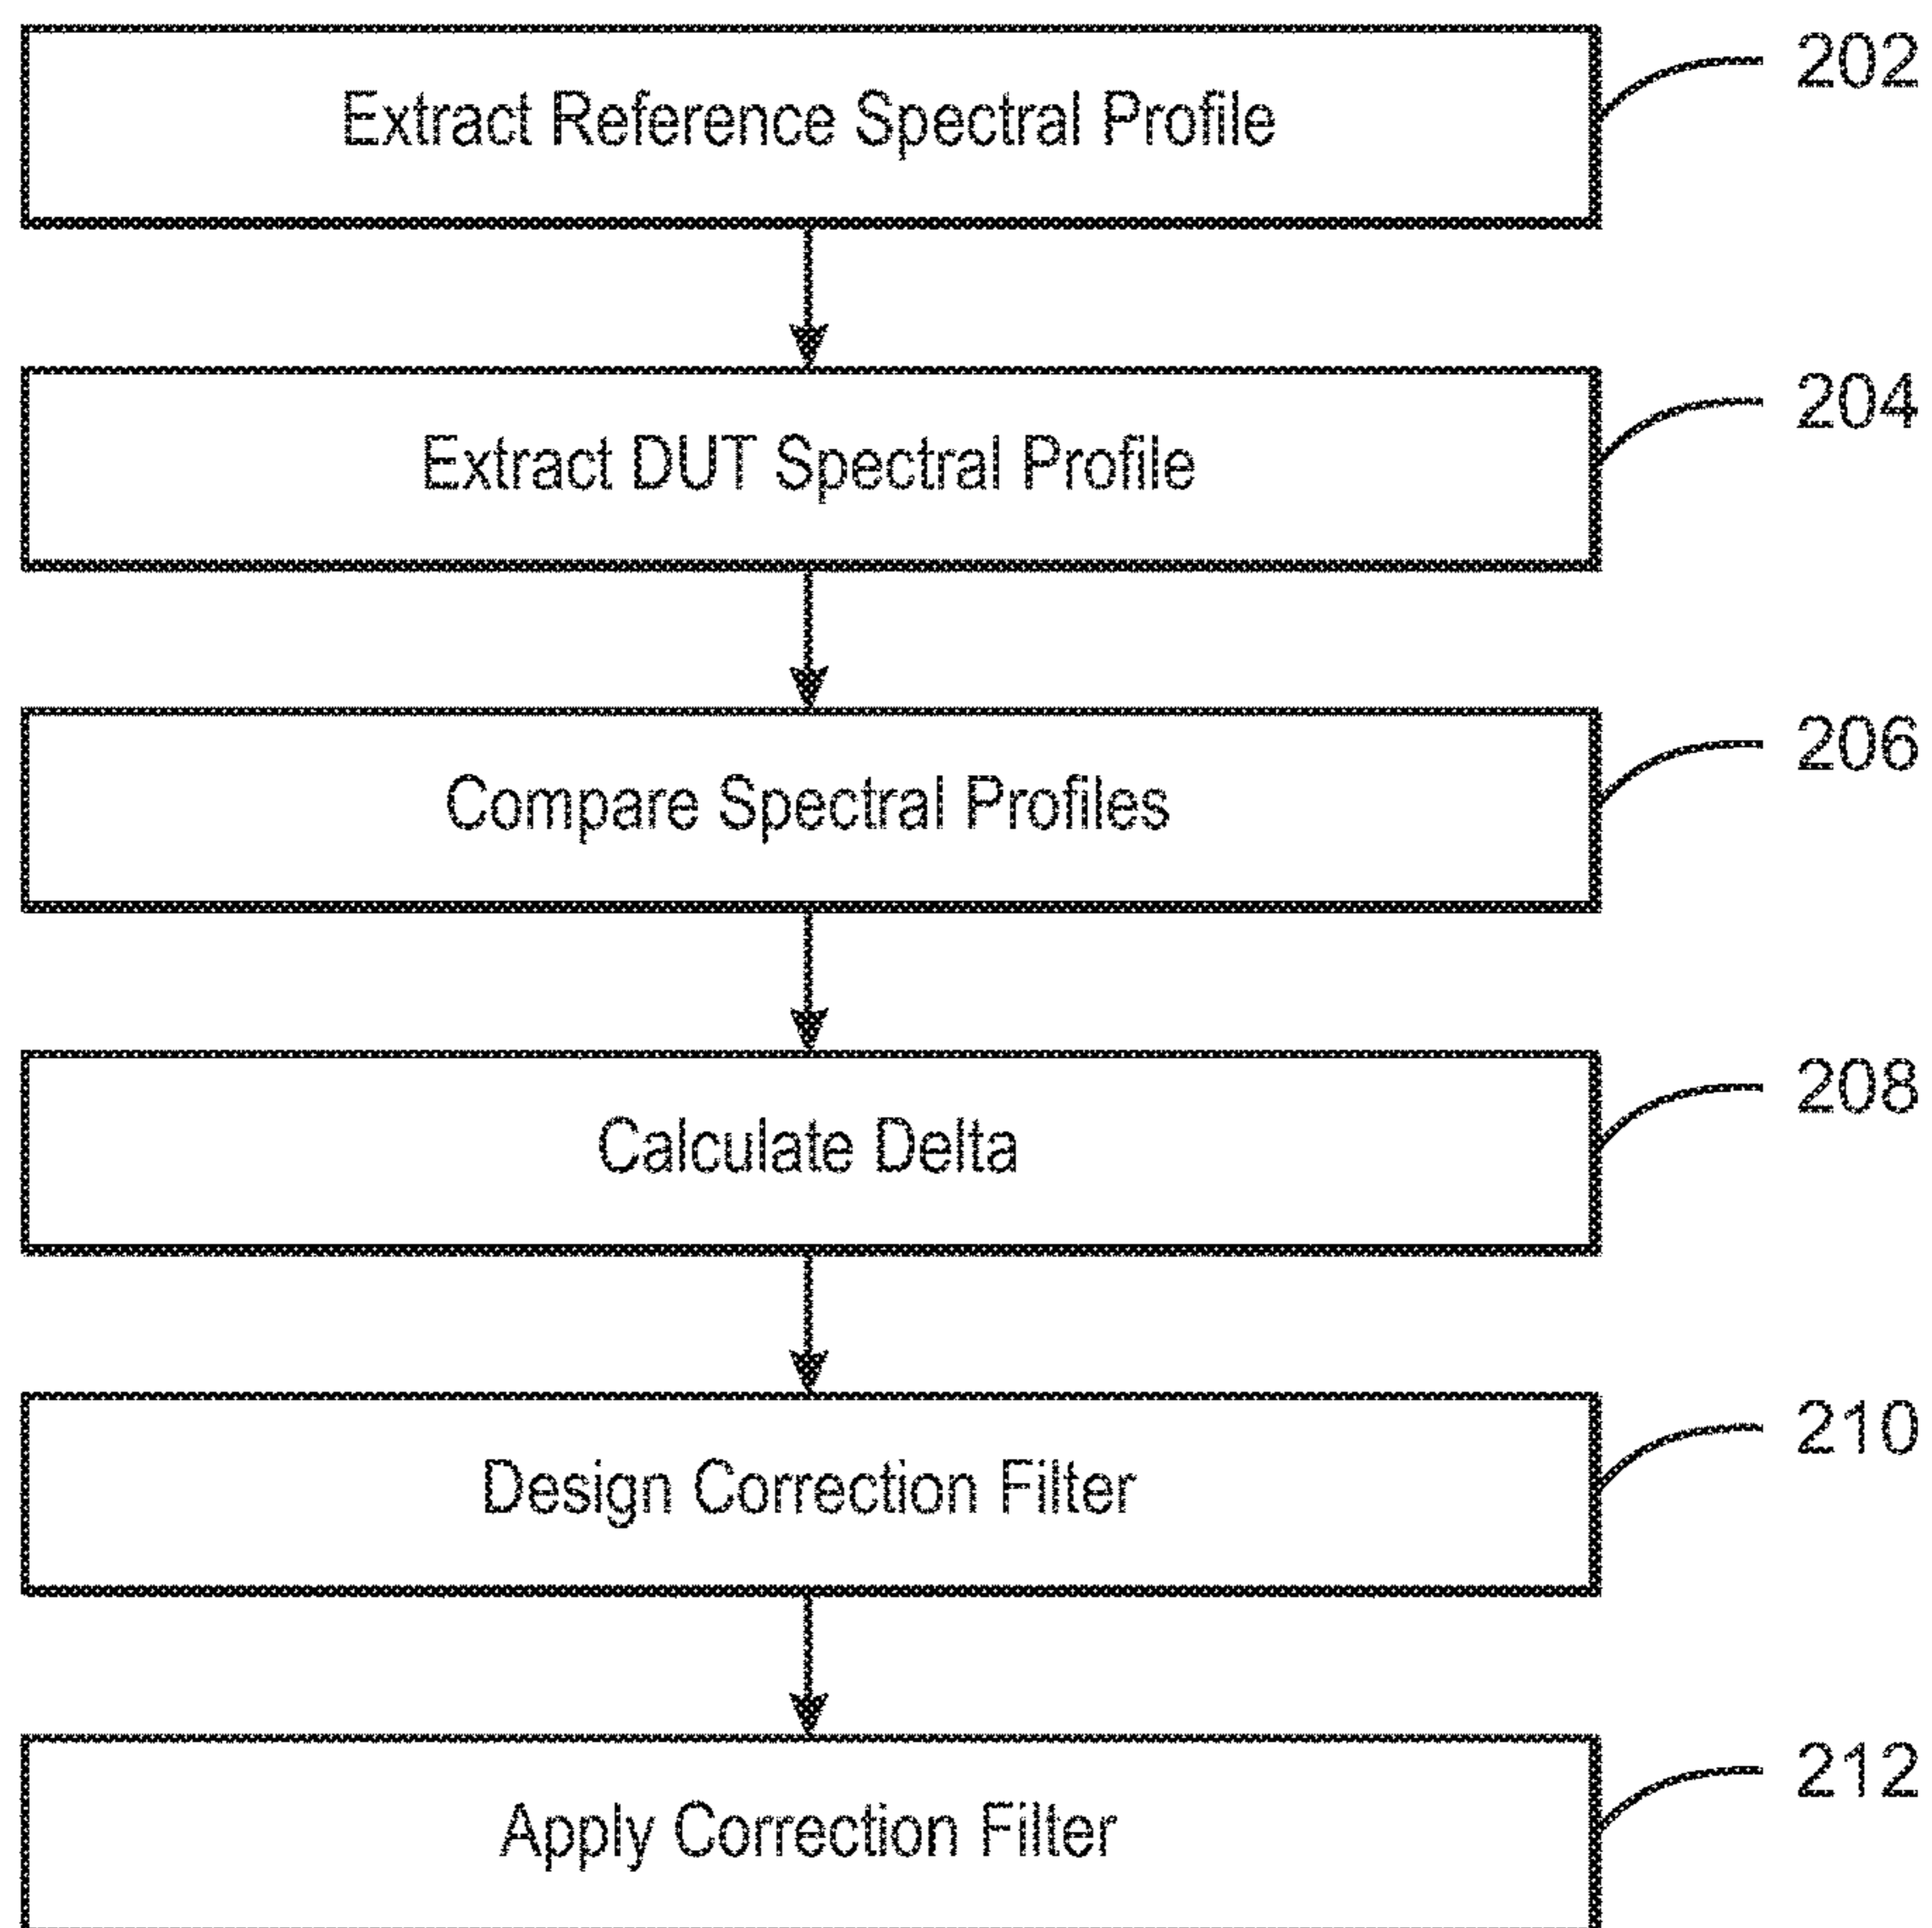 Extract Reference Spectral Profile
202
Extract DUT Spectral Profile
204
Compare Spectral Profiles
206
Calculate Delta
208
Design Correction Filter
210
Apply Correction Filter
212